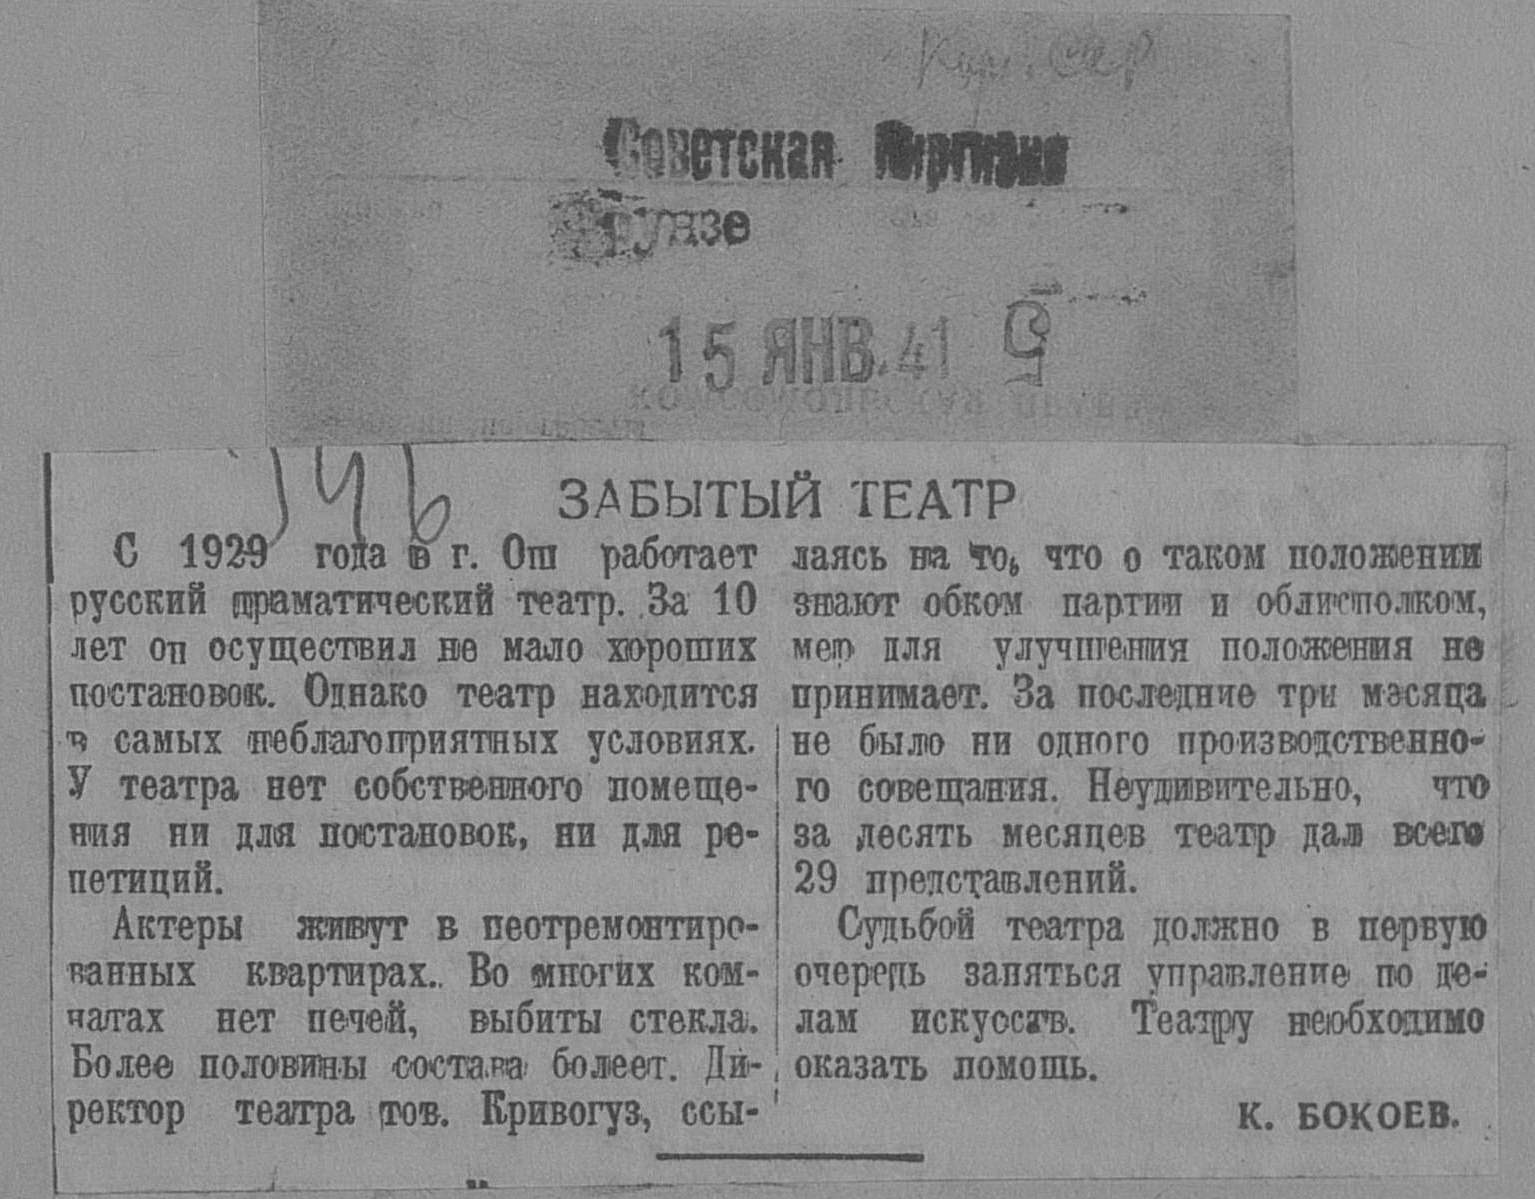 Советская Киргизия
Фрунзе
15 ЯНВ. 41 5
146
ЗАБЫТЫЙ ТЕАТР
С 1929 года в г. Ош работает
русский драматический театр. За 10
лет он осуществил не мало хороших
постановок. Однако театр находится
в самых неблагоприятных условиях.
У театра нет собственного помеще-
ния ни для постановок, ни для ре-
петиций.
Актеры живут в неотремонтиро-
ванных квартирах. Во многих ком-
натах нет печей, выбиты стекла.
Более половины состава болеет. Ди-
ректор театра тов. Кривогуз, ссы-
лаясь на то, что о таком положении
знают обком партии и облисполком,
мер для улучшения положения не
принимает. За последние три месяца
не было ни одного производственно-
го совещания. Неудивительно, что
за десять месяцев театр дал всего
29 представлений.
Судьбой театра должно в первую
очередь заняться управление по де-
лам искусств. Театру необходимо
оказать помощь.
К. БОКОЕВ.